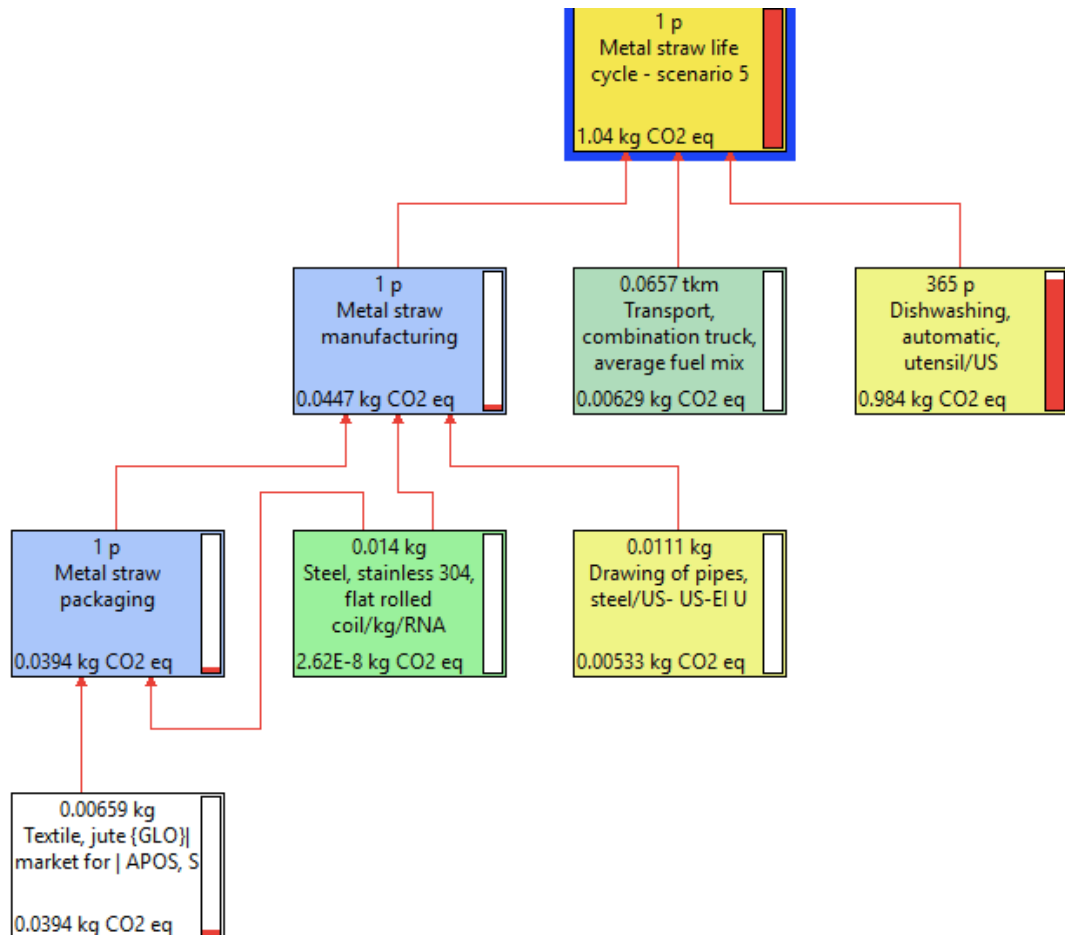 1 p
Metal straw life
cycle - scenario 5
1.04 kg CO2 eq
1 p
Metal straw
manufacturing
0.0447 kg CO2 eq
0.0657 tkm
Transport,
combination truck,
average fuel mix
0.00629 kg CO2 eq
365 p
Dishwashing,
automatic,
utensil/US
0.984 kg CO2 eq
1 p
Metal straw
packaging
0.0394 kg CO2 eq
0.014 kg
Steel, stainless 304,
flat rolled
coil/kg/RNA
2.62E-8 kg CO2 eq
0.0111 kg
Drawing of pipes,
steel/US- US-EI U
0.00533 kg CO2 eq
0.00659 kg
Textile, jute {GLO}|
market for | APOS, S
0.0394 kg CO2 eq